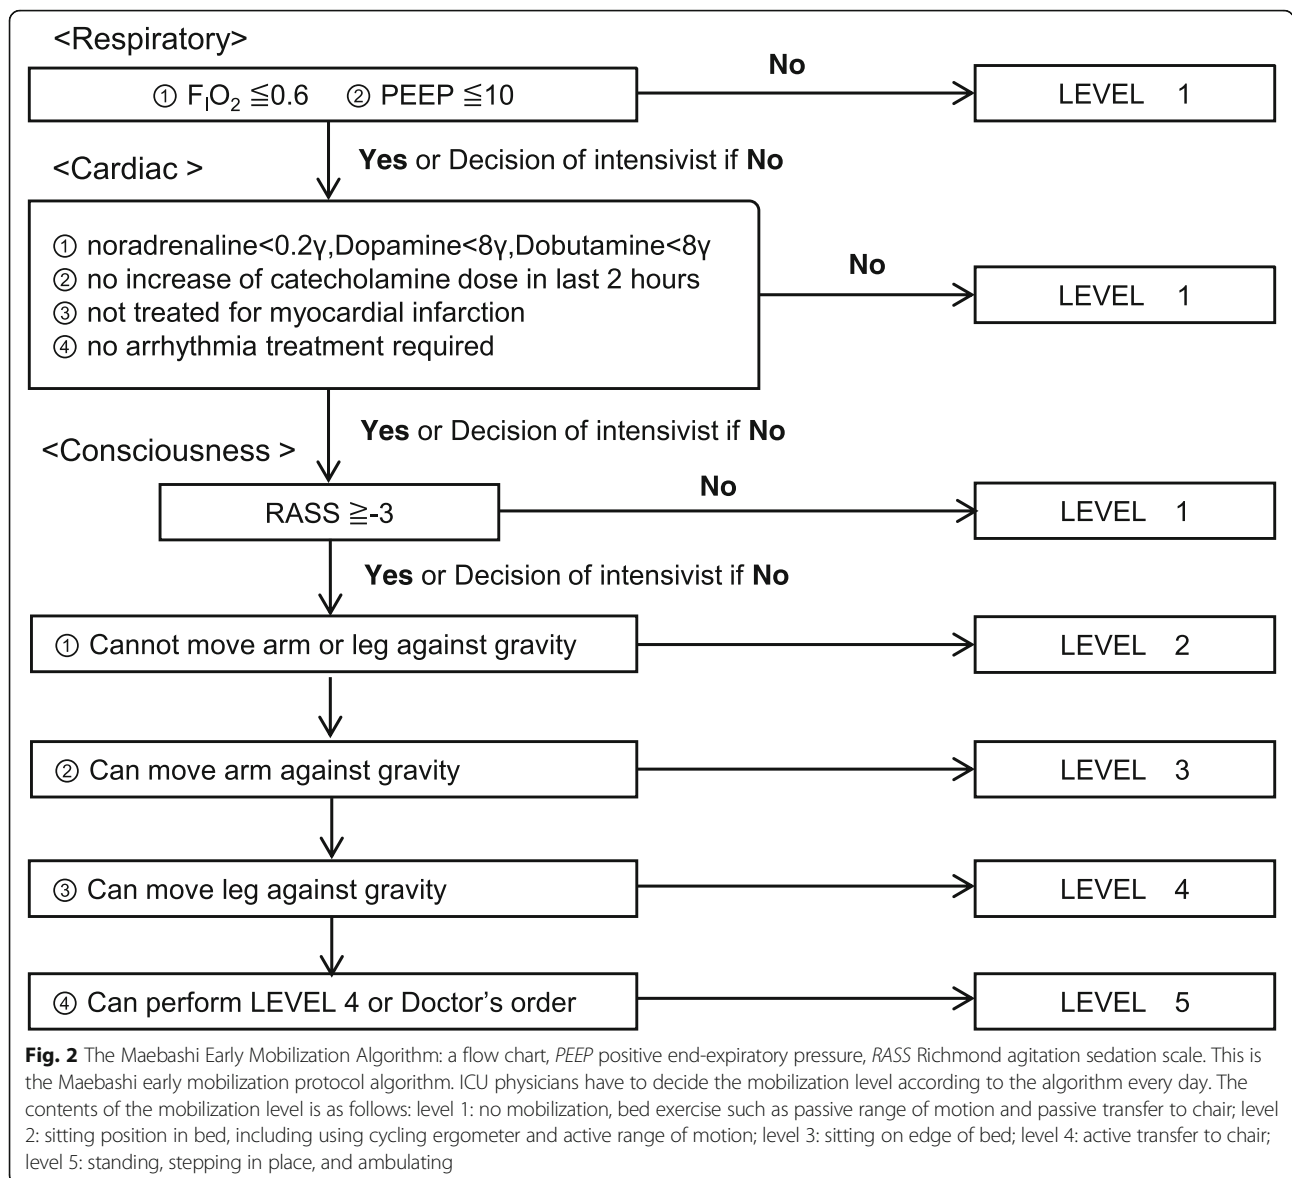 <Respiratory>
① FIO2 ≦0.6 ② PEEP ≦10
No
LEVEL 1
Yes or Decision of intensivist if No
<Cardiac >
① noradrenaline<0.2γ,Dopamine<8γ,Dobutamine<8γ
② no increase of catecholamine dose in last 2 hours
③ not treated for myocardial infarction
④ no arrhythmia treatment required
No
LEVEL 1
Yes or Decision of intensivist if No
<Consciousness >
RASS ≧-3
No
LEVEL 1
Yes or Decision of intensivist if No
① Cannot move arm or leg against gravity
LEVEL 2
② Can move arm against gravity
LEVEL 3
③ Can move leg against gravity
LEVEL 4
④ Can perform LEVEL 4 or Doctor's order
LEVEL 5
Fig. 2 The Maebashi Early Mobilization Algorithm: a flow chart, PEEP positive end-expiratory pressure, RASS Richmond agitation sedation scale. This is
the Maebashi early mobilization protocol algorithm. ICU physicians have to decide the mobilization level according to the algorithm every day. The
contents of the mobilization level is as follows: level 1: no mobilization, bed exercise such as passive range of motion and passive transfer to chair; level
2: sitting position in bed, including using cycling ergometer and active range of motion; level 3: sitting on edge of bed; level 4: active transfer to chair;
level 5: standing, stepping in place, and ambulating